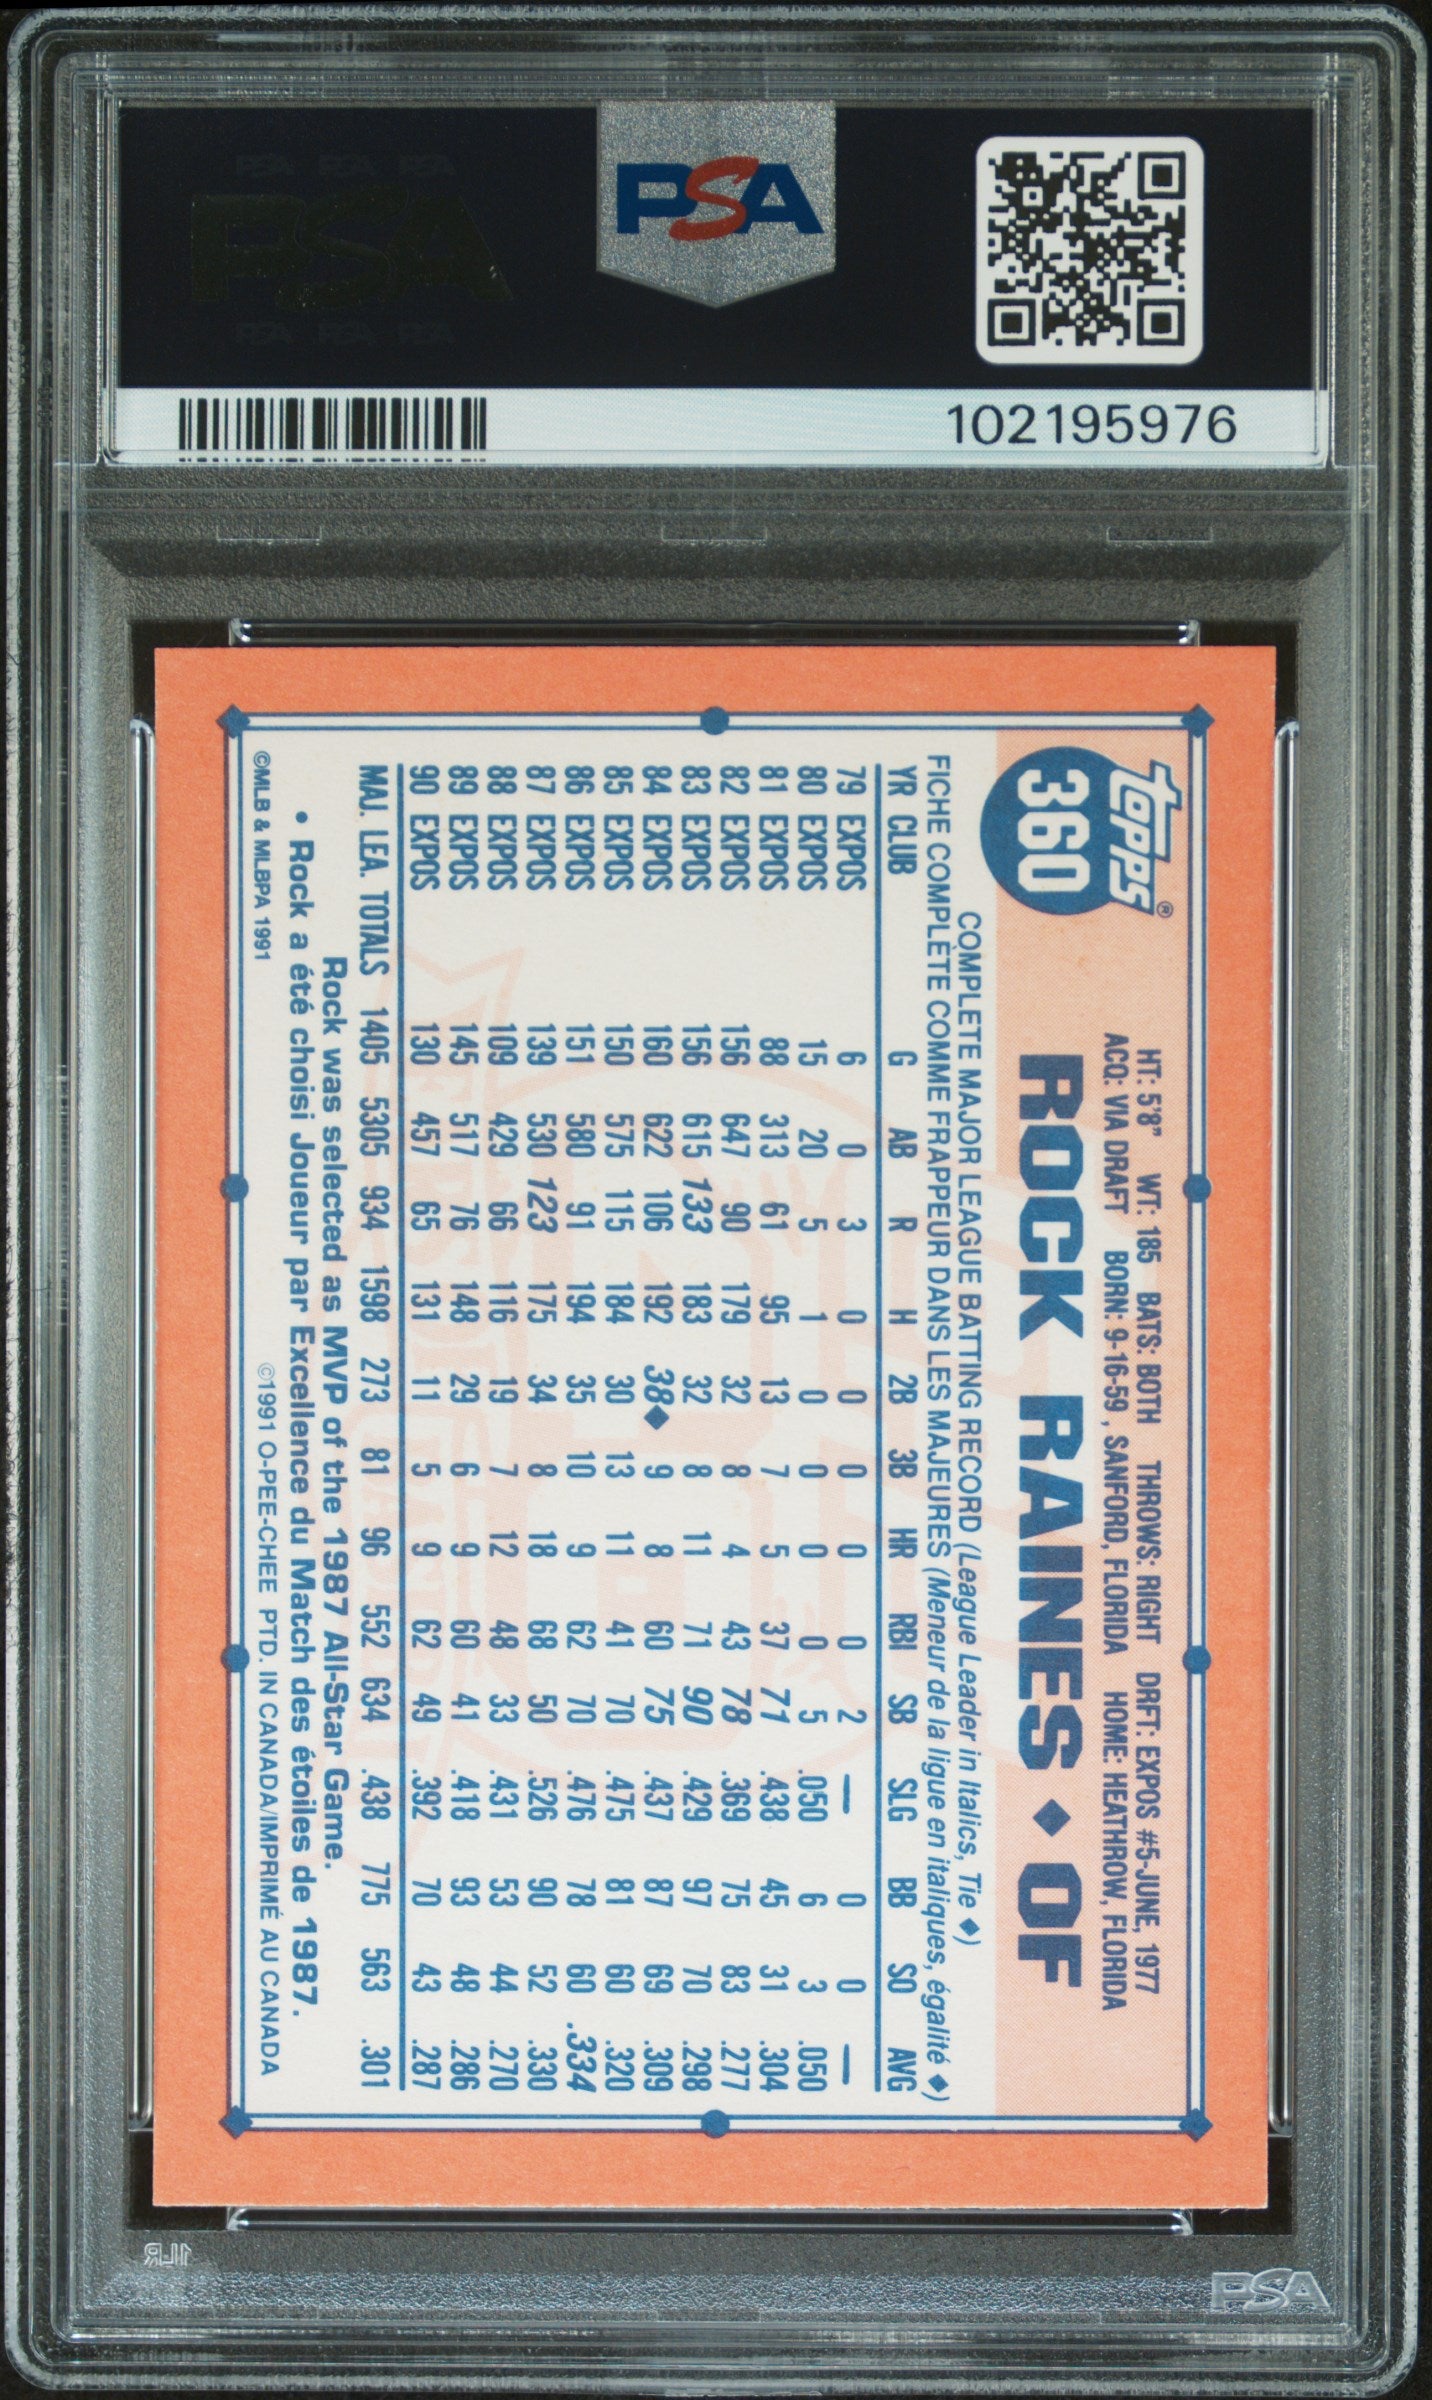 PSA
PSA PSA PSA
PSA
PSA PSA PSA
102195976
Topps®
360
HT: 5'8" WT: 185 BATS: BOTH THROWS: RIGHT DRFT: EXPOS #5-JUNE, 1977
ACQ: VIA DRAFT BORN: 9-16-59, SANFORD, FLORIDA HOME: HEATHROW, FLORIDA
ROCK RAINES ◆ OF
COMPLETE MAJOR LEAGUE BATTING RECORD (League Leader in Italics, Tie ◆)
FICHE COMPLÈTE COMME FRAPPEUR DANS LES MAJEURES (Meneur de la ligue en italiques, égalité ◆)
YR CLUB G AB R H 2B 3B HR RBI SB SLG BB SO AVG
79 EXPOS 6 0 3 0 0 0 0 0 2 — 0 0 —
80 EXPOS 15 20 5 1 0 0 0 0 5 .050 6 3 .050
81 EXPOS 88 313 61 95 13 7 5 37 71 .438 45 31 .304
82 EXPOS 156 647 90 179 32 8 4 43 78 .369 75 83 .277
83 EXPOS 156 615 133 183 32 8 11 71 90 .429 97 70 .298
84 EXPOS 160 622 106 192 38◆ 9 8 60 75 .437 87 69 .309
85 EXPOS 150 575 115 184 30 13 11 41 70 .475 81 60 .320
86 EXPOS 151 580 91 194 35 10 9 62 70 .476 78 60 .334
87 EXPOS 139 530 123 175 34 8 18 68 50 .526 90 52 .330
88 EXPOS 109 429 66 116 19 7 12 48 33 .431 53 44 .270
89 EXPOS 145 517 76 148 29 6 9 60 41 .418 93 48 .286
90 EXPOS 130 457 65 131 11 5 9 62 49 .392 70 43 .287
MAJ. LEA. TOTALS 1405 5305 934 1598 273 81 96 552 634 .438 775 563 .301
Rock was selected as MVP of the 1987 All-Star Game.
• Rock a été choisi Joueur par Excellence du Match des étoiles de 1987.
©MLB & MLBPA 1991 ©1991 O-PEE-CHEE PTD. IN CANADA/IMPRIMÉ AU CANADA
PSA